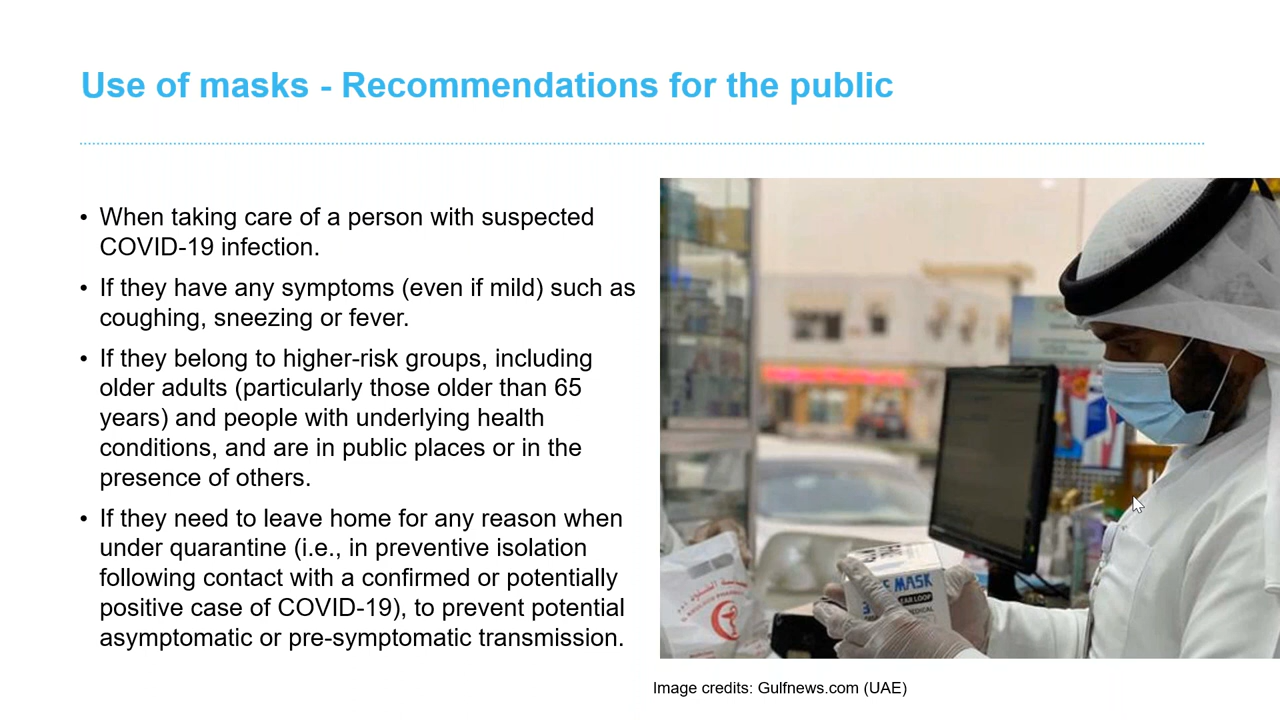 Use of masks - Recommendations for the public
• When taking care of a person with suspected
COVID-19 infection.
• If they have any symptoms (even if mild) such as
coughing, sneezing or fever.
• If they belong to higher-risk groups, including
older adults (particularly those older than 65
years) and people with underlying health
conditions, and are in public places or in the
presence of others.
• If they need to leave home for any reason when
under quarantine (i.e., in preventive isolation
following contact with a confirmed or potentially
positive case of COVID-19), to prevent potential
asymptomatic or pre-symptomatic transmission.
MASK
EAR LOOP
Image credits: Gulfnews.com (UAE)